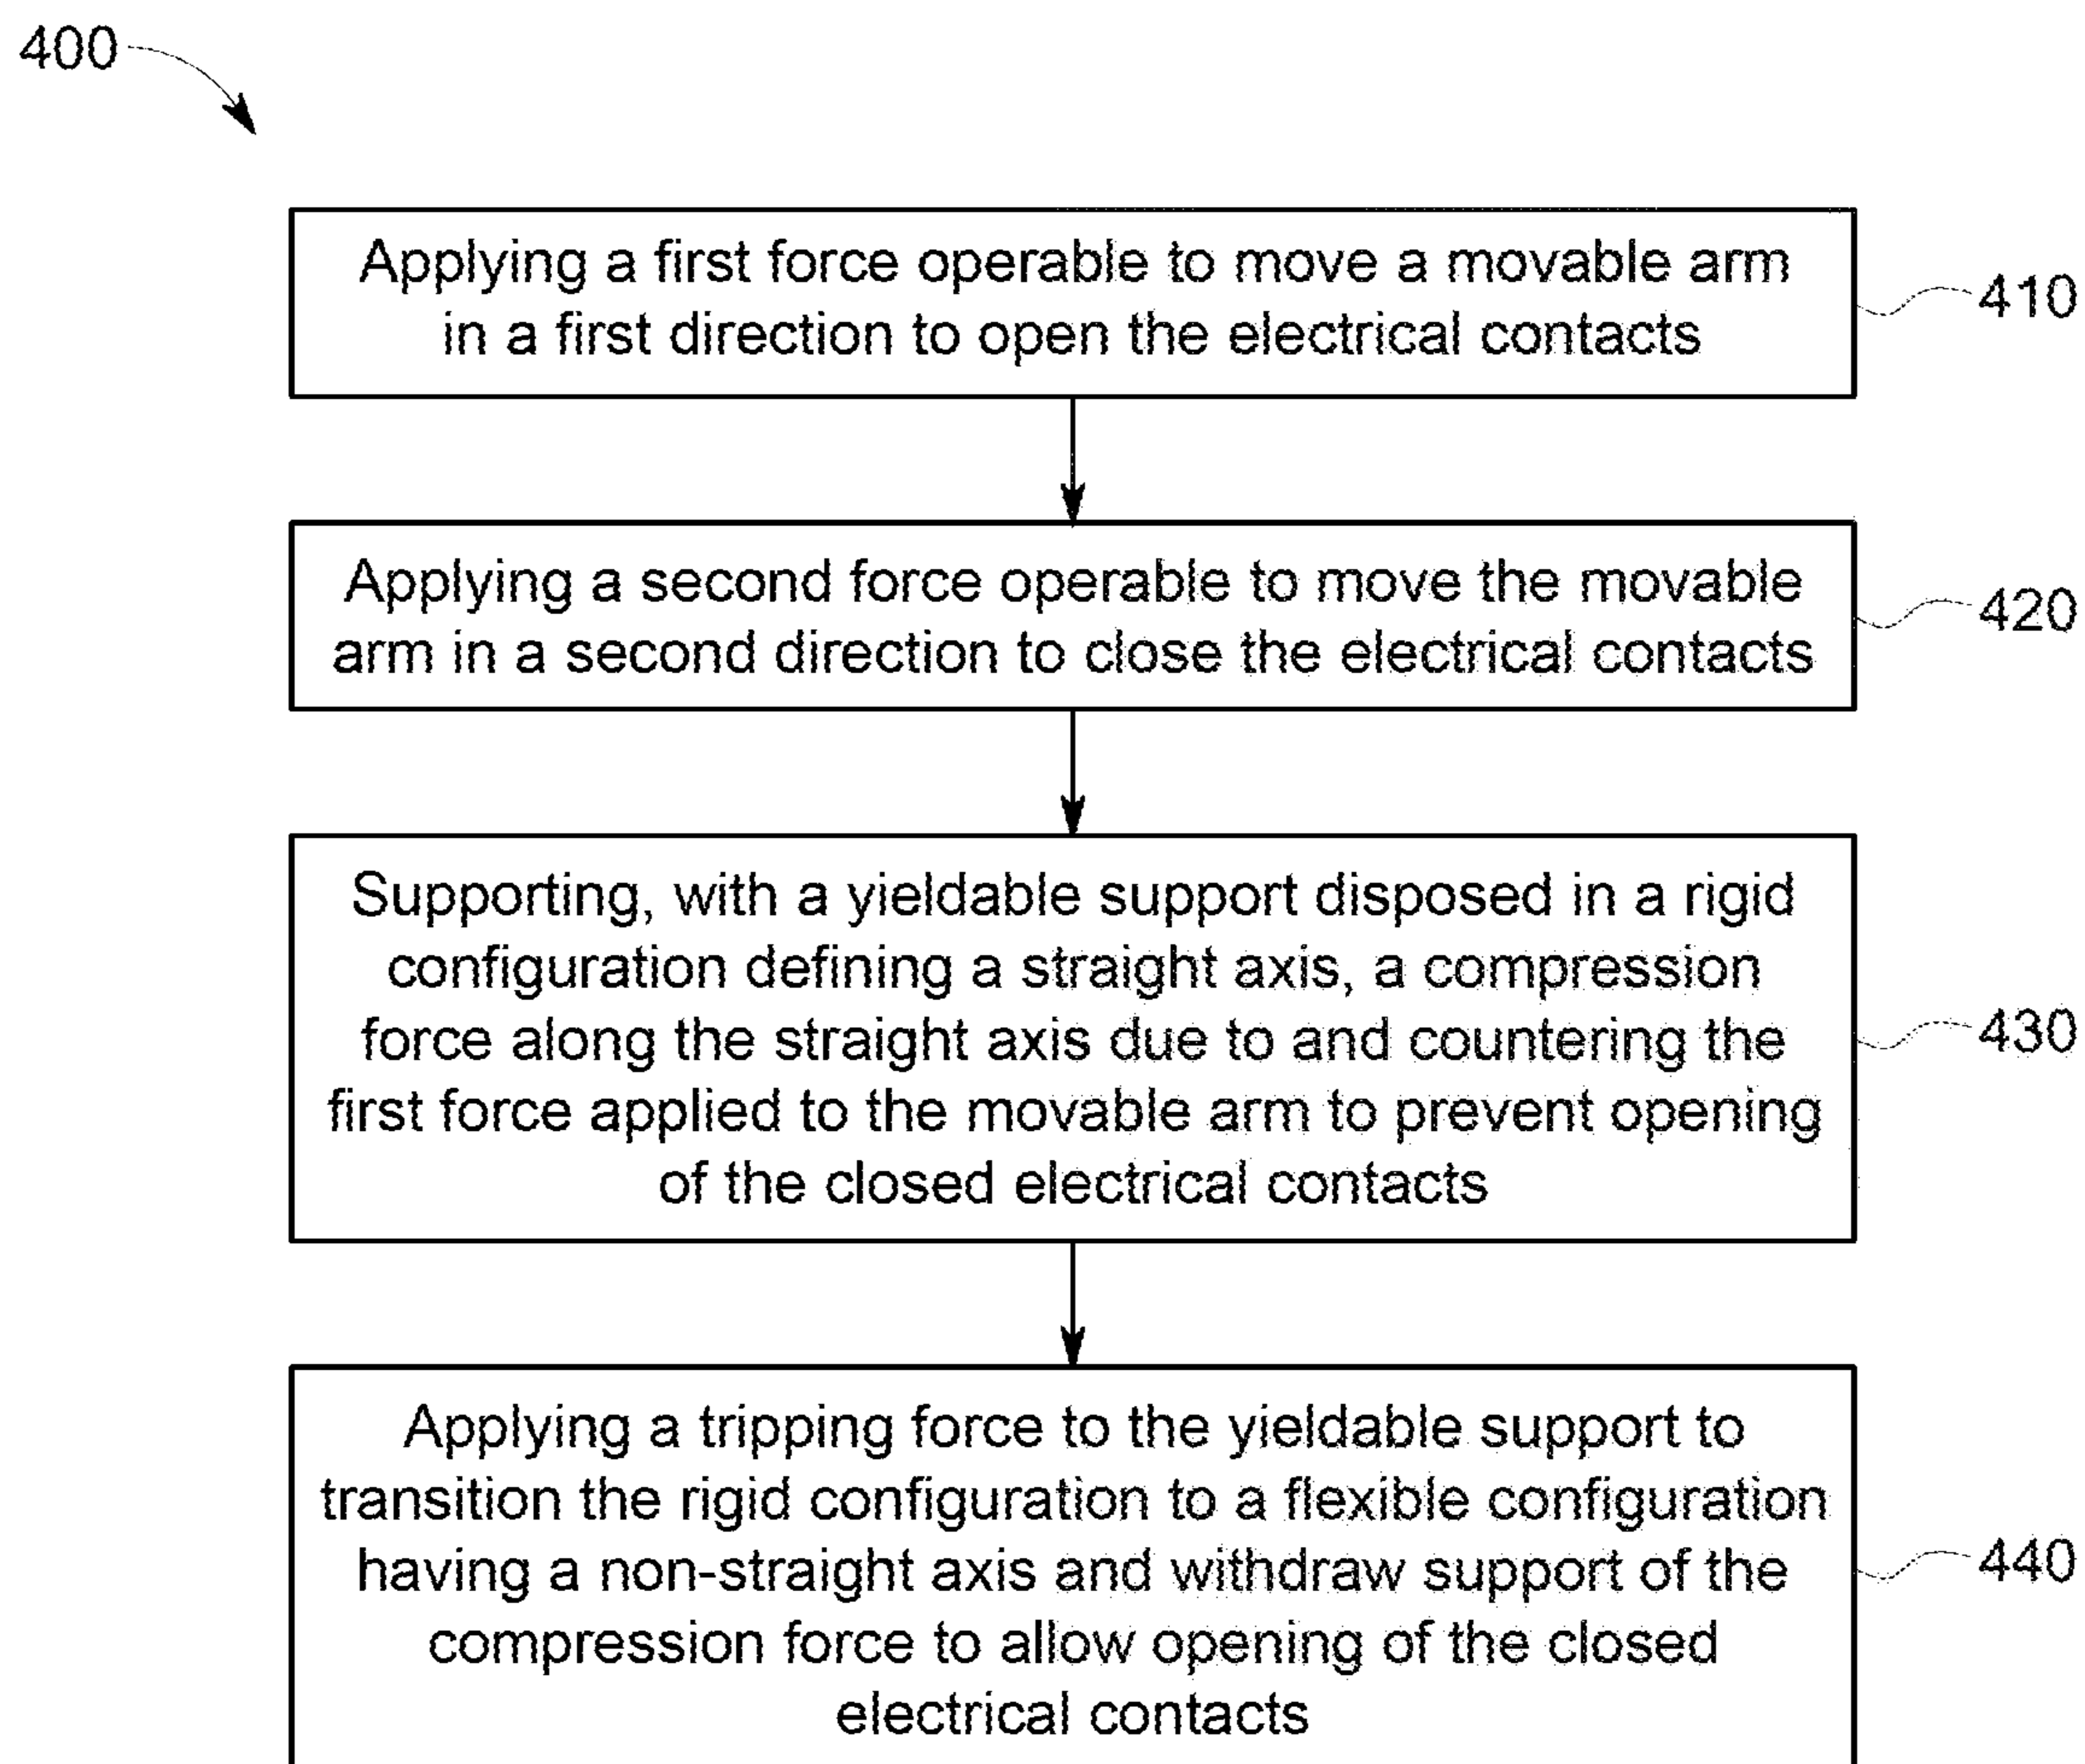 400
Applying a first force operable to move a movable arm
in a first direction to open the electrical contacts
410
Applying a second force operable to move the movable
arm in a second direction to close the electrical contacts
420
Supporting, with a yieldable support disposed in a rigid
configuration defining a straight axis, a compression
force along the straight axis due to and countering the
first force applied to the movable arm to prevent opening
of the closed electrical contacts
430
Applying a tripping force to the yieldable support to
transition the rigid configuration to a flexible configuration
having a non-straight axis and withdraw support of the
compression force to allow opening of the closed
electrical contacts
440